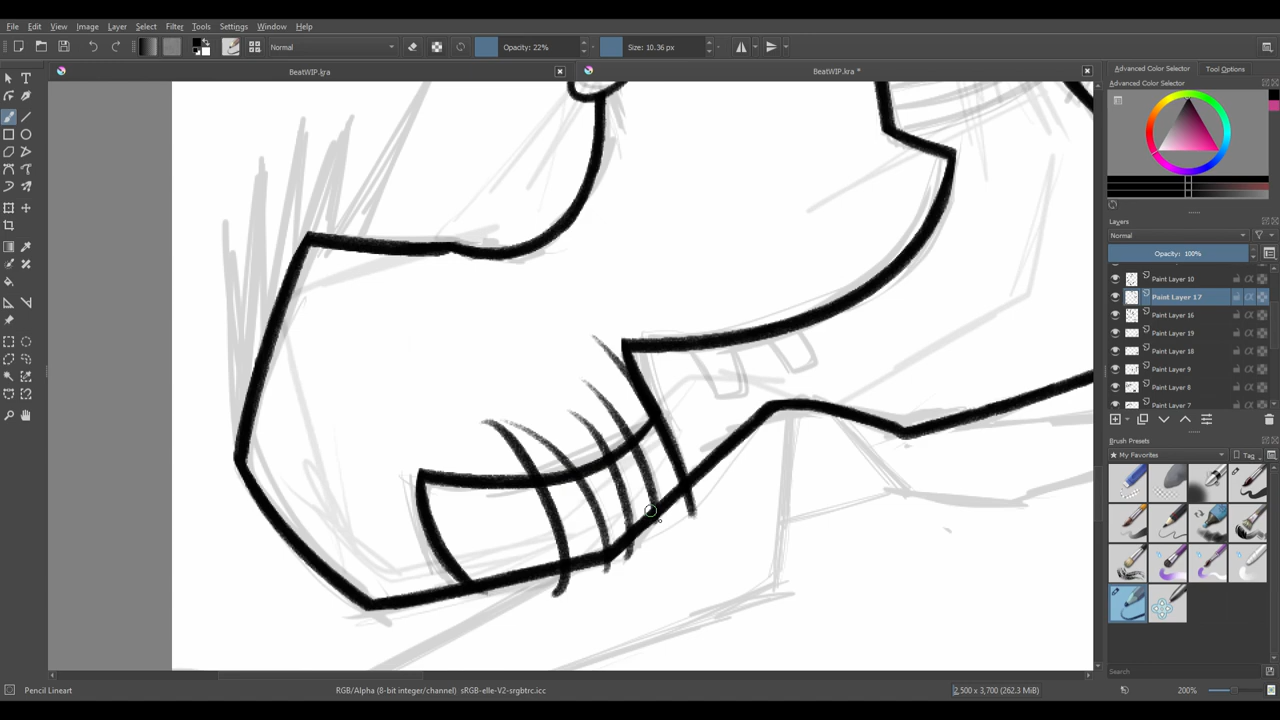 File Edit View Image Layer Select Filter Tools Settings Window Help
Normal Opacity: 22% Size: 10.36 px
BeatWIP.kra BeatWIP.kra *
Advanced Color Selector Tool Options
Advanced Color Selector
Layers
Normal
Opacity: 100%
Paint Layer 10
Paint Layer 17
Paint Layer 16
Paint Layer 19
Paint Layer 18
Paint Layer 9
Paint Layer 8
Paint Layer 7
Brush Presets
My Favorites Tag
Search
Pencil Lineart RGB/Alpha (8-bit integer/channel) sRGB-elle-V2-srgbtrc.icc 2,500 x 3,700 (262.3 MiB) 200%